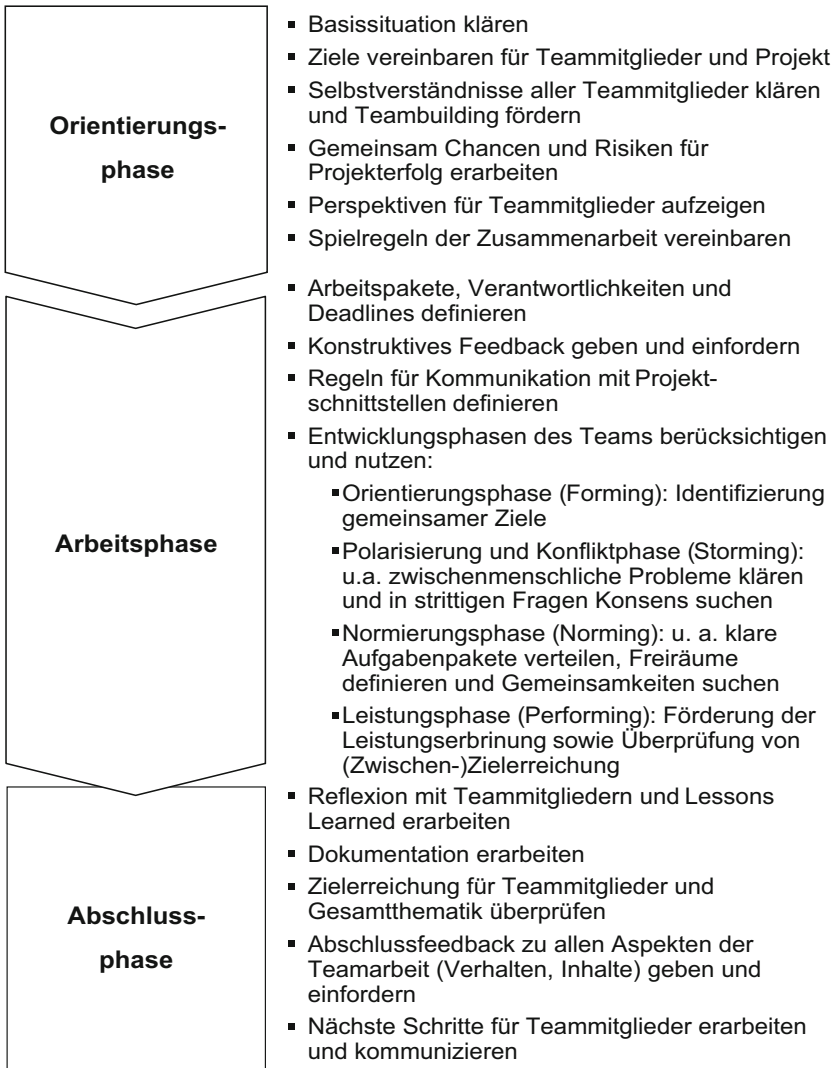 Orientierungs-
phase
▪ Basissituation klären
▪ Ziele vereinbaren für Teammitglieder und Projekt
▪ Selbstverständnisse aller Teammitglieder klären
und Teambuilding fördern
▪ Gemeinsam Chancen und Risiken für
Projekterfolg erarbeiten
▪ Perspektiven für Teammitglieder aufzeigen
▪ Spielregeln der Zusammenarbeit vereinbaren
Arbeitsphase
▪ Arbeitspakete, Verantwortlichkeiten und
Deadlines definieren
▪ Konstruktives Feedback geben und einfordern
▪ Regeln für Kommunikation mit Projekt-
schnittstellen definieren
▪ Entwicklungsphasen des Teams berücksichtigen
und nutzen:
▪Orientierungsphase (Forming): Identifizierung
gemeinsamer Ziele
▪Polarisierung und Konfliktphase (Storming):
u.a. zwischenmenschliche Probleme klären
und in strittigen Fragen Konsens suchen
▪Normierungsphase (Norming): u. a. klare
Aufgabenpakete verteilen, Freiräume
definieren und Gemeinsamkeiten suchen
▪Leistungsphase (Performing): Förderung der
Leistungserbrinung sowie Überprüfung von
(Zwischen-)Zielerreichung
Abschluss-
phase
▪ Reflexion mit Teammitgliedern und Lessons
Learned erarbeiten
▪ Dokumentation erarbeiten
▪ Zielerreichung für Teammitglieder und
Gesamtthematik überprüfen
▪ Abschlussfeedback zu allen Aspekten der
Teamarbeit (Verhalten, Inhalte) geben und
einfordern
▪ Nächste Schritte für Teammitglieder erarbeiten
und kommunizieren